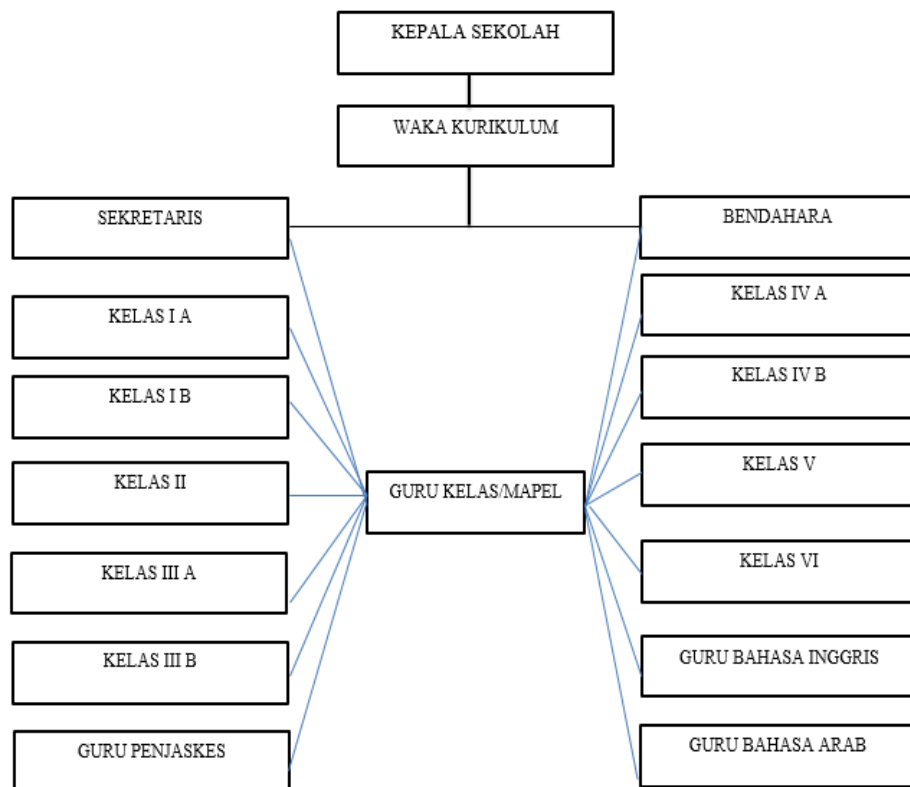 KEPALA SEKOLAH
WAKA KURIKULUM
SEKRETARIS
BENDAHARA
KELAS I A
KELAS IV A
KELAS I B
KELAS IV B
KELAS II
GURU KELAS/MAPEL
KELAS V
KELAS III A
KELAS VI
KELAS III B
GURU BAHASA INGGRIS
GURU PENJASKES
GURU BAHASA ARAB